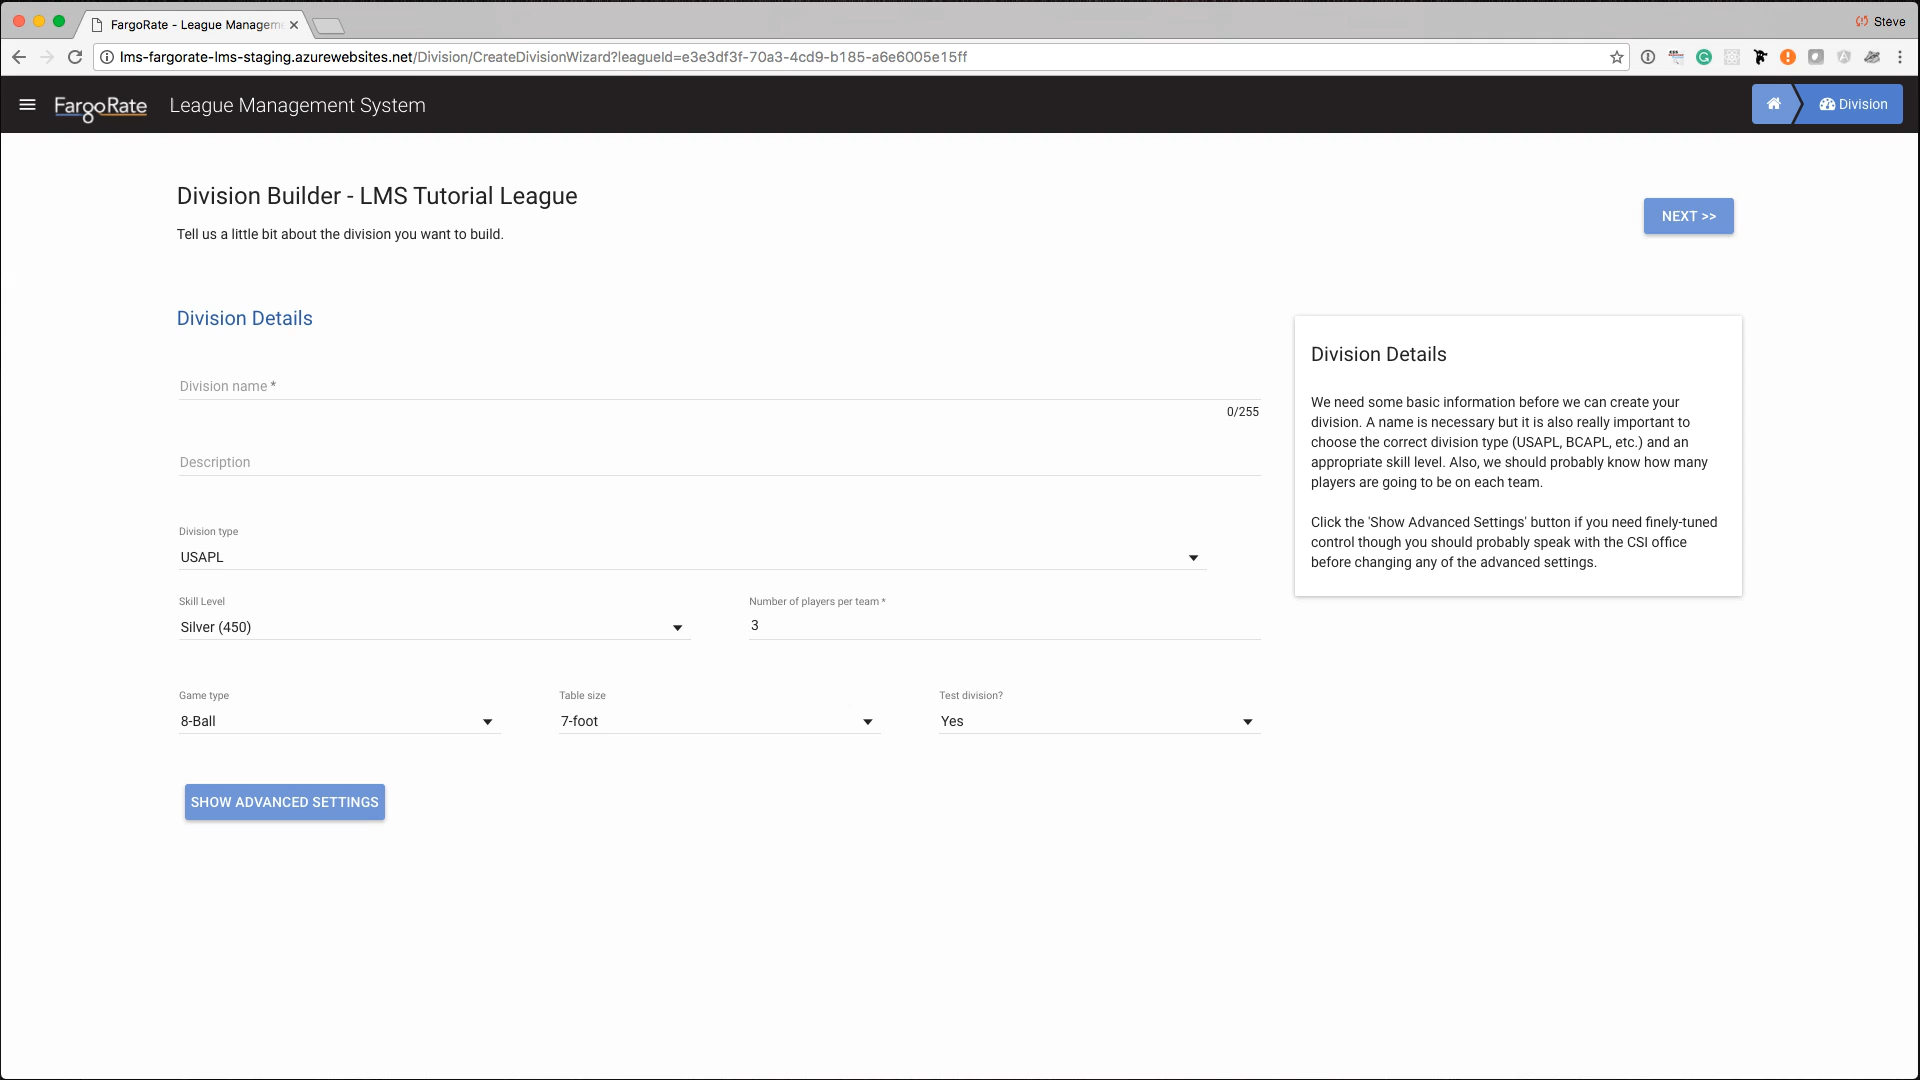 FargoRate - League Managem
Steve
lms-fargorate-lms-staging.azurewebsites.net/Division/CreateDivisionWizard?leagueId=e3e3df3f-70a3-4cd9-b185-a6e6005e15ff
FargoRate
League Management System
Division
Division Builder - LMS Tutorial League
Tell us a little bit about the division you want to build.
NEXT >>
Division Details
Division name *
0/255
Description
Division type
USAPL
Skill Level
Silver (450)
Number of players per team *
3
Game type
8-Ball
Table size
7-foot
Test division?
Yes
SHOW ADVANCED SETTINGS
Division Details
We need some basic information before we can create your
division. A name is necessary but it is also really important to
choose the correct division type (USAPL, BCAPL, etc.) and an
appropriate skill level. Also, we should probably know how many
players are going to be on each team.
Click the 'Show Advanced Settings' button if you need finely-tuned
control though you should probably speak with the CSI office
before changing any of the advanced settings.